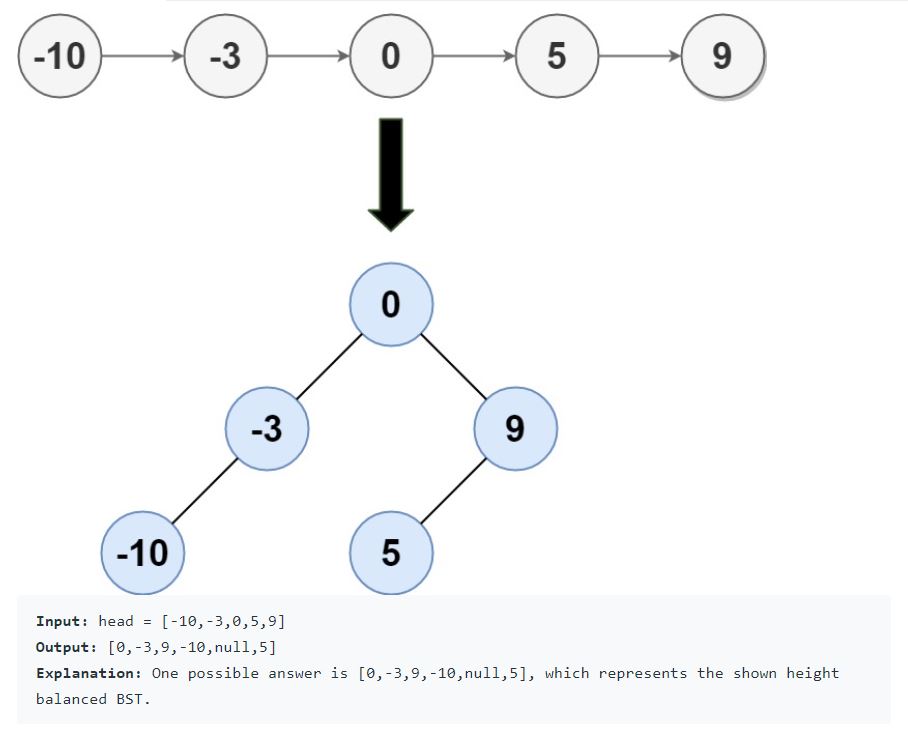 -10 -3 0 5 9
0
-3 9
-10 5
Input: head = [-10,-3,0,5,9]
Output: [0,-3,9,-10,null,5]
Explanation: One possible answer is [0,-3,9,-10,null,5], which represents the shown height
balanced BST.